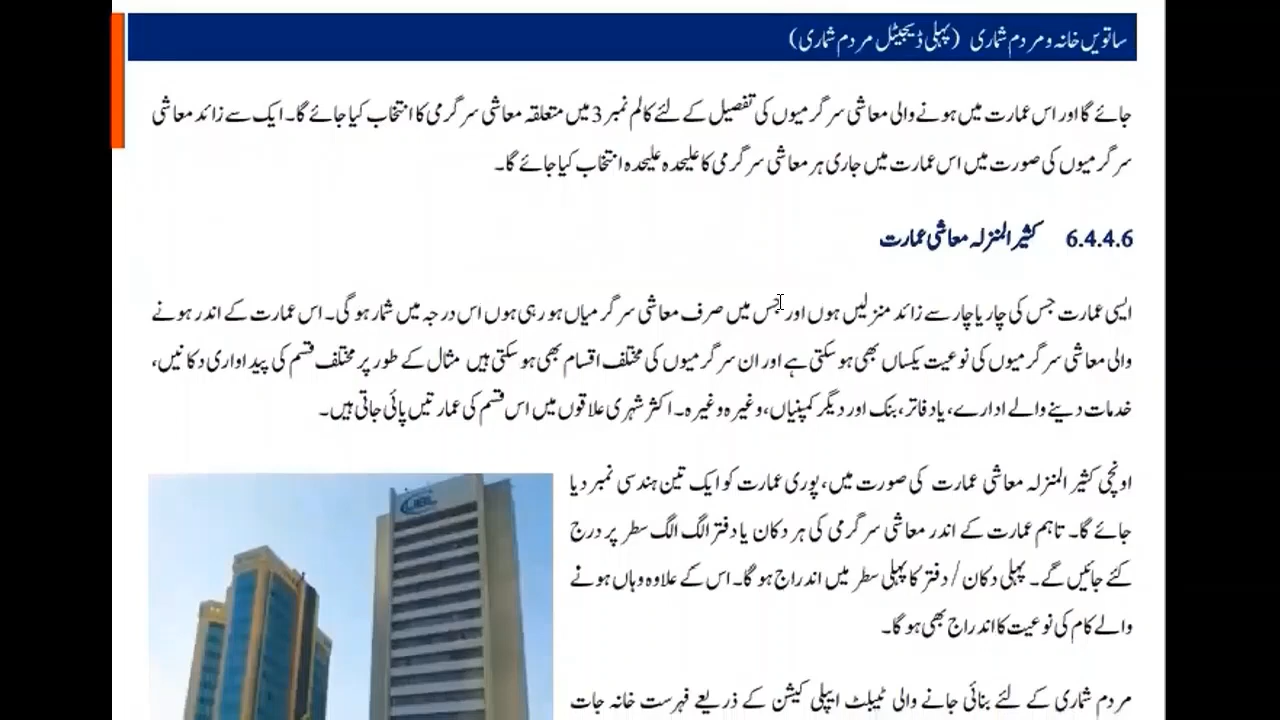 ساتویں خانہ و مردم شماری (پہلی ڈیجیٹل مردم شماری)
جائے گا اور اس عمارت میں ہونے والی معاشی سرگرمیوں کی تفصیل کے لئے کالم نمبر 3 میں متعلقہ معاشی سرگرمی کا انتخاب کیا جائے گا۔ ایک سے زائد معاشی
سرگرمیوں کی صورت میں اس عمارت میں جاری ہر معاشی سرگرمی کا علیحدہ علیحدہ انتخاب کیا جائے گا۔
6.4.4.6 کثیر المنزلہ معاشی عمارت
ایسی عمارت جس کی چار یا چار سے زائد منزلیں ہوں اور جس میں صرف معاشی سرگرمیاں ہو رہی ہوں اس درجہ میں شمار ہو گی۔ اس عمارت کے اندر ہونے
والی معاشی سرگرمیوں کی نوعیت یکساں بھی ہو سکتی ہے اور ان سرگرمیوں کی مختلف اقسام بھی ہو سکتی ہیں مثال کے طور پر مختلف قسم کی پیداواری دکانیں،
خدمات دینے والے ادارے، یا دفاتر، بنک اور دیگر کمپنیاں، وغیرہ وغیرہ۔ اکثر شہری علاقوں میں اس قسم کی عمارتیں پائی جاتی ہیں۔
اونچی کثیر المنزلہ معاشی عمارت کی صورت میں، پوری عمارت کو ایک تین ہندسی نمبر دیا
جائے گا۔ تاہم عمارت کے اندر معاشی سرگرمی کی ہر دکان یا دفتر الگ الگ سطر پر درج
کئے جائیں گے۔ پہلی دکان / دفتر کا پہلی سطر میں اندراج ہو گا۔ اس کے علاوہ وہاں ہونے
والے کام کی نوعیت کا اندراج بھی ہو گا۔
مردم شماری کے لئے بنائی جانے والی ٹیبلٹ ایپلی کیشن کے ذریعے فہرست خانہ جات